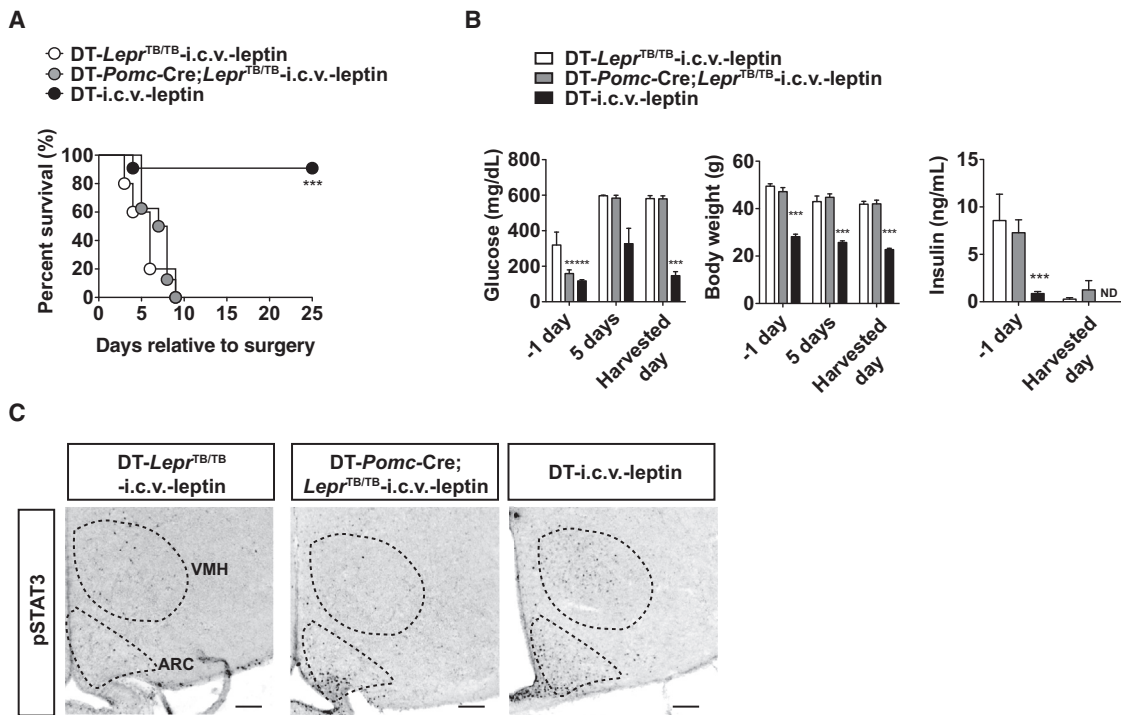 A
DT-Lepr^TB/TB-i.c.v.-leptin
DT-Pomc-Cre;Lepr^TB/TB-i.c.v.-leptin
DT-i.c.v.-leptin
Percent survival (%)
100
80
60
40
20
0
***
0 5 10 15 20 25
Days relative to surgery
B
DT-Lepr^TB/TB-i.c.v.-leptin
DT-Pomc-Cre;Lepr^TB/TB-i.c.v.-leptin
DT-i.c.v.-leptin
Glucose (mg/dL)
800
600
400
200
*****
***
-1 day
5 days
Harvested
day
Body weight (g)
60
40
20
0
***
***
***
-1 day
5 days
Harvested
day
Insulin (ng/mL)
15
10
5
0
***
ND
-1 day
Harvested
day
C
DT-Lepr^TB/TB
-i.c.v.-leptin
DT-Pomc-Cre;
Lepr^TB/TB-i.c.v.-leptin
DT-i.c.v.-leptin
pSTAT3
VMH
ARC